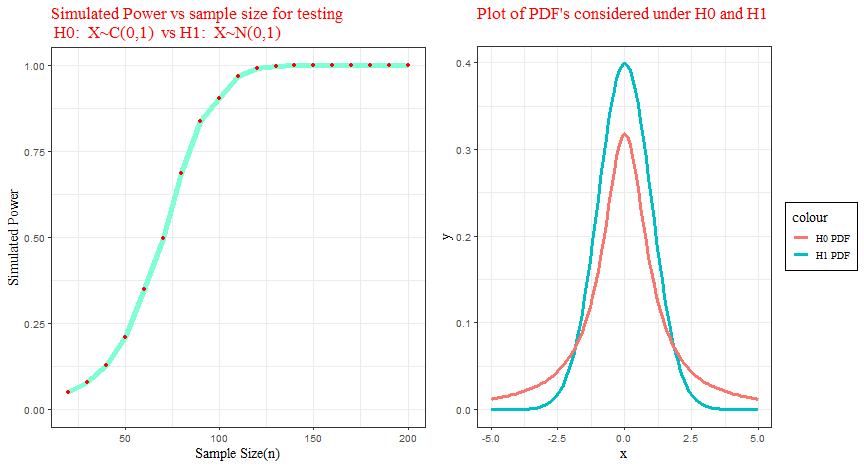 Simulated Power vs sample size for testing
H0: X~C(0,1) vs H1: X~N(0,1)
1.00
0.75
0.50
0.25
0.00
Simulated Power
50
100
150
200
Sample Size(n)
Plot of PDF's considered under H0 and H1
0.4
0.3
0.2
0.1
0.0
y
-5.0
-2.5
0.0
2.5
5.0
x
colour
H0 PDF
H1 PDF